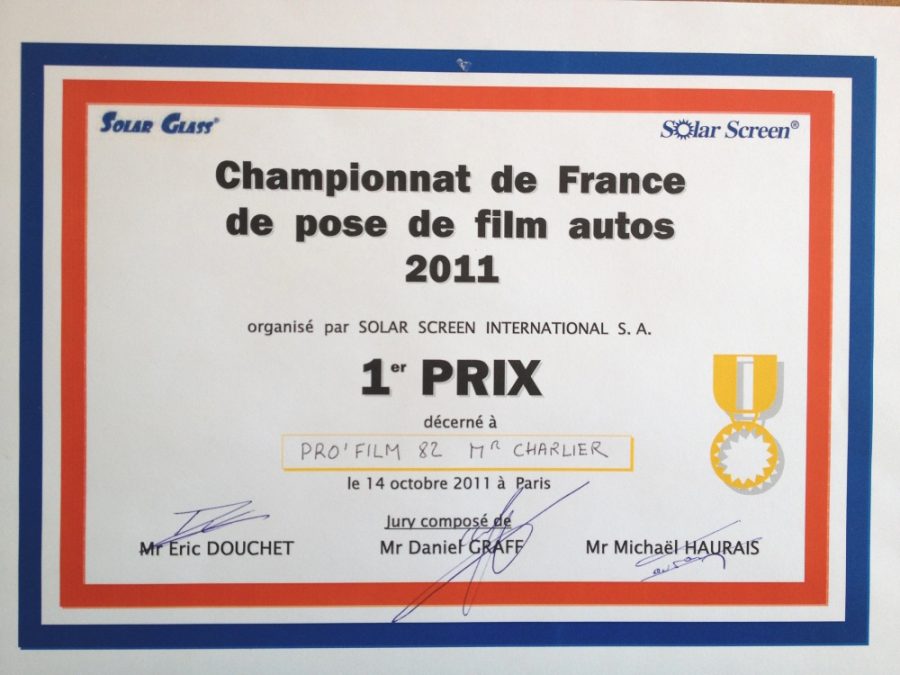 SOLAR GLASS®
Solar Screen®
Championnat de France
de pose de film autos
2011
organisé par SOLAR SCREEN INTERNATIONAL S. A.
1er PRIX
décerné à
PRO'FILM 82 Mr CHARLIER
le 14 octobre 2011 à Paris
Jury composé de
Mr Eric DOUCHET Mr Daniel GRAFF Mr Michaël HAURAIS